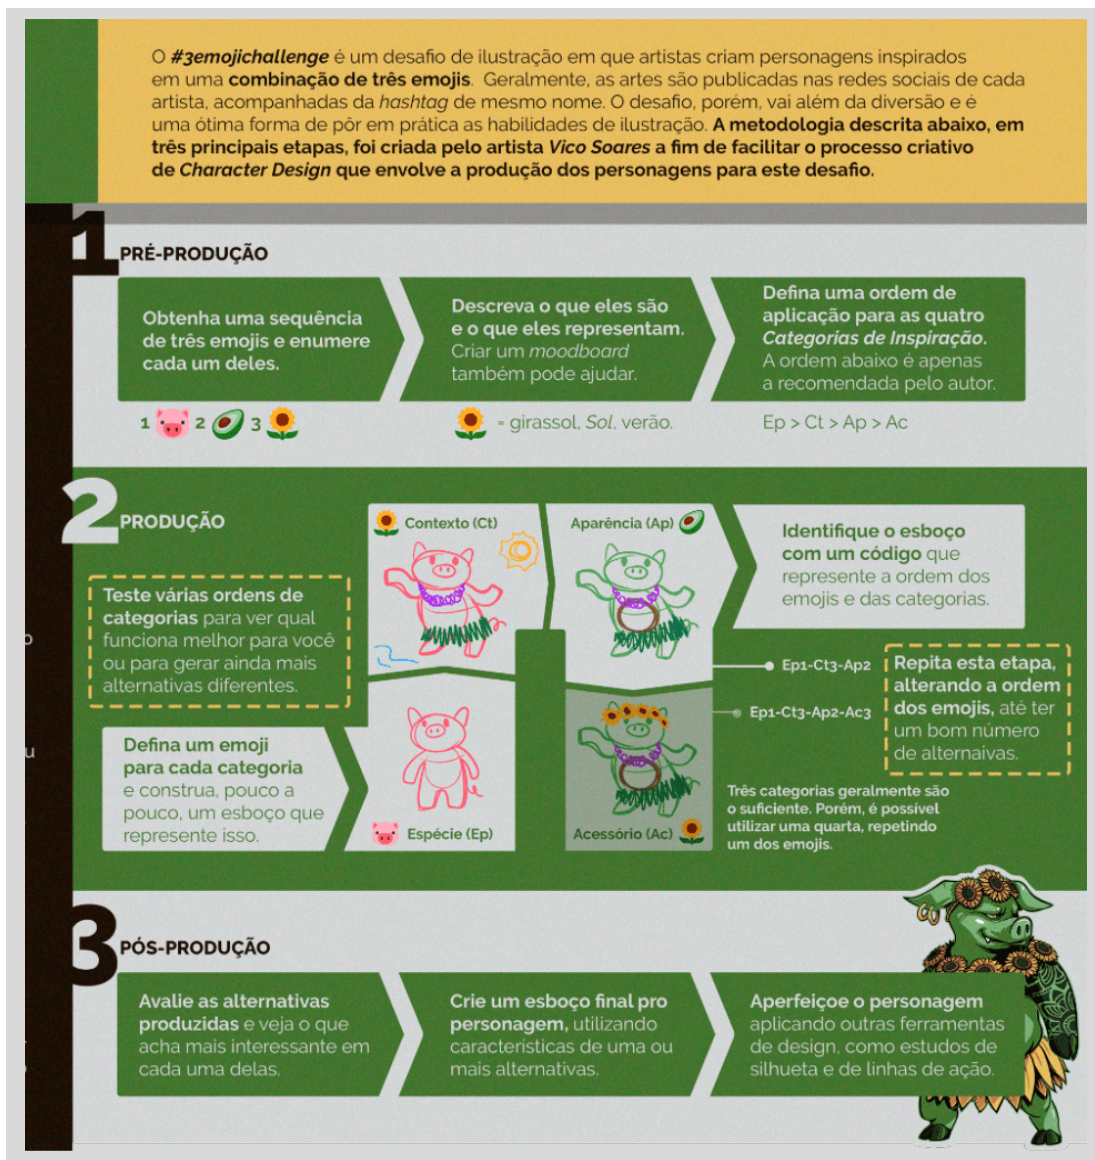 O #3emojichallenge é um desafio de ilustração em que artistas criam personagens inspirados
em uma combinação de três emojis. Geralmente, as artes são publicadas nas redes sociais de cada
artista, acompanhadas da hashtag de mesmo nome. O desafio, porém, vai além da diversão e é
uma ótima forma de pôr em prática as habilidades de ilustração. A metodologia descrita abaixo, em
três principais etapas, foi criada pelo artista Vico Soares a fim de facilitar o processo criativo
de Character Design que envolve a produção dos personagens para este desafio.
1 PRÉ-PRODUÇÃO
Obtenha uma sequência
de três emojis e enumere
cada um deles.
1 2 3
Descreva o que eles são
e o que eles representam.
Criar um moodboard
também pode ajudar.
= girassol, Sol, verão.
Defina uma ordem de
aplicação para as quatro
Categorias de Inspiração.
A ordem abaixo é apenas
a recomendada pelo autor.
Ep > Ct > Ap > Ac
2 PRODUÇÃO
Teste várias ordens de
categorias para ver qual
funciona melhor para você
ou para gerar ainda mais
alternativas diferentes.
Defina um emoji
para cada categoria
e construa, pouco a
pouco, um esboço que
represente isso.
Espécie (Ep)
Contexto (Ct)
Aparência (Ap)
Acessório (Ac)
Identifique o esboço
com um código que
represente a ordem dos
emojis e das categorias.
Ep1-Ct3-Ap2
Ep1-Ct3-Ap2-Ac3
Repita esta etapa,
alterando a ordem
dos emojis, até ter
um bom número
de alternaivas.
Três categorias geralmente são
o suficiente. Porém, é possível
utilizar uma quarta, repetindo
um dos emojis.
3 PÓS-PRODUÇÃO
Avalie as alternativas
produzidas e veja o que
acha mais interessante em
cada uma delas.
Crie um esboço final pro
personagem, utilizando
características de uma ou
mais alternativas.
Aperfeiçoe o personagem
aplicando outras ferramentas
de design, como estudos de
silhueta e de linhas de ação.